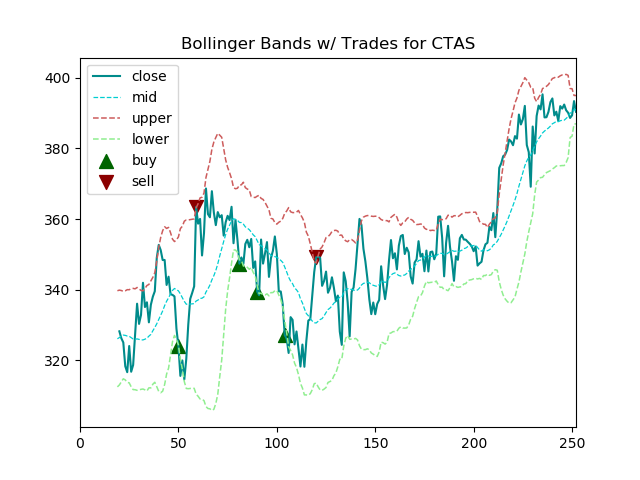 Bollinger Bands w/ Trades for CTAS
close
mid
upper
lower
buy
sell
400
380
360
340
320
0 50 100 150 200 250